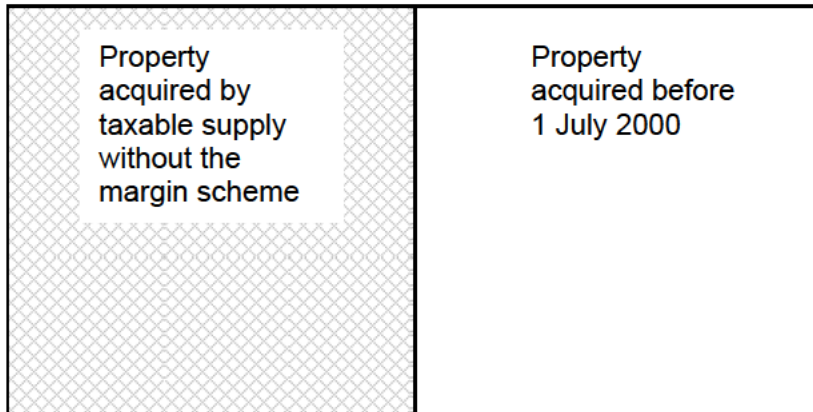 Property
acquired by
taxable supply
without the
margin scheme
Property
acquired before
1 July 2000